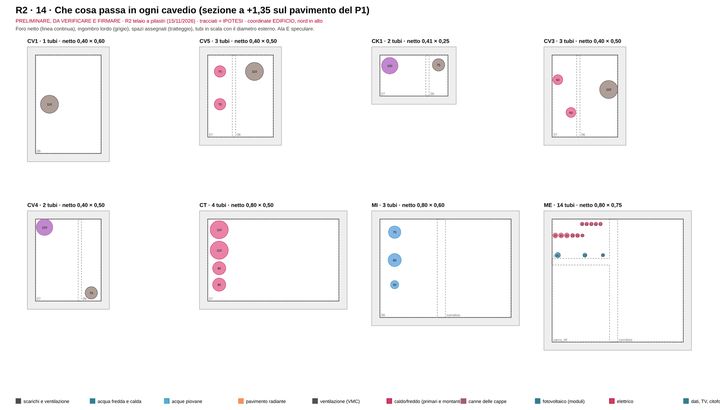 R2 · 14 · Che cosa passa in ogni cavedio (sezione a +1,35 sul pavimento del P1)
PRELIMINARE, DA VERIFICARE E FIRMARE · R2 telaio a pilastri (15/11/2026) · tracciati = IPOTESI · coordinate EDIFICIO, nord in alto
Foro netto (linea continua), ingombro lordo (grigio), spazi assegnati (tratteggio), tubi in scala con il diametro esterno. Ala E speculare.
CV1 · 1 tubi · netto 0,40 x 0,60
CV5 · 3 tubi · netto 0,40 x 0,50
CK1 · 2 tubi · netto 0,41 x 0,25
CV3 · 3 tubi · netto 0,40 x 0,50
CV4 · 2 tubi · netto 0,40 x 0,50
CT · 4 tubi · netto 0,80 x 0,50
MI · 3 tubi · netto 0,80 x 0,60
ME · 14 tubi · netto 0,80 x 0,75
scarichi e ventilazione
acqua fredda e calda
acque piovane
pavimento radiante
ventilazione (VMC)
caldo/freddo (primari e montant
canne delle cappe
fotovoltaico (moduli)
elettrico
dati, TV, citofo